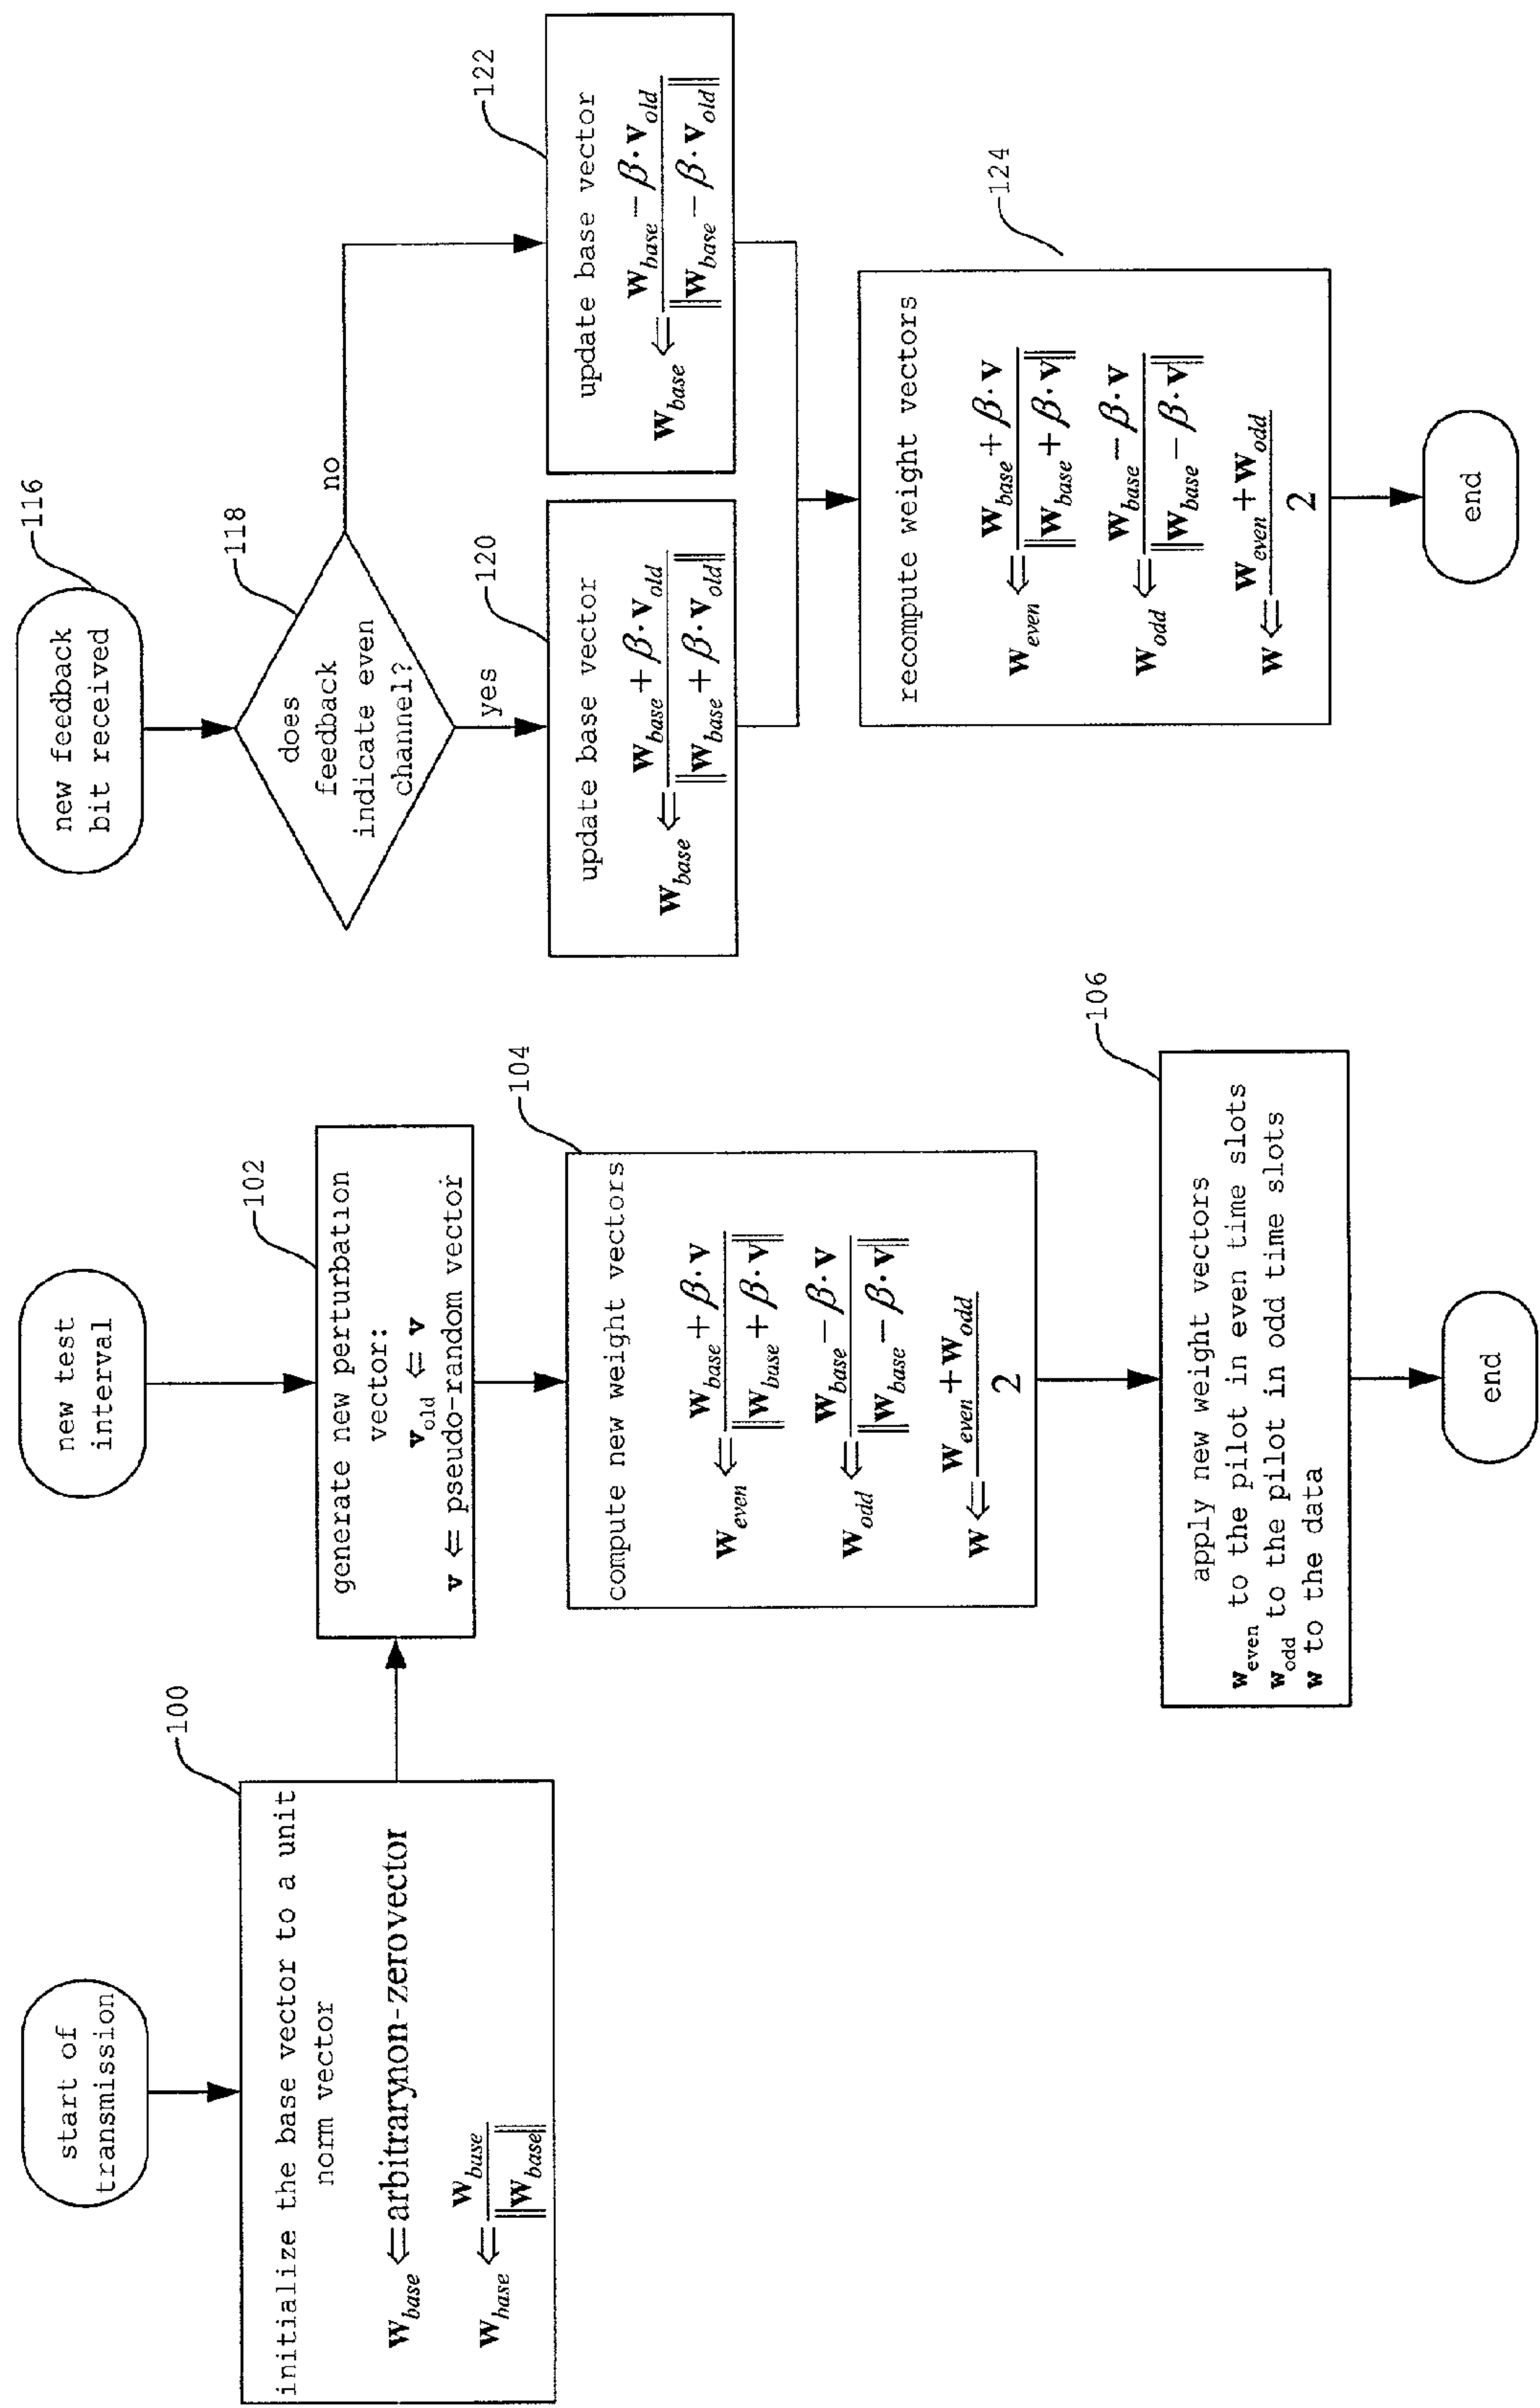 start of
transmission
100
initialize the base vector to a unit
norm vector
w_base ⇐ arbitrarynon-zerovector
w_base ⇐ w_base / ‖w_base‖
new test
interval
102
generate new perturbation
vector:
v_old ⇐ v
v ⇐ pseudo-random vector
104
compute new weight vectors
w_even ⇐ w_base + β·v / ‖w_base + β·v‖
w_odd ⇐ w_base − β·v / ‖w_base − β·v‖
w ⇐ w_even + w_odd / 2
106
apply new weight vectors
w_even to the pilot in even time slots
w_odd to the pilot in odd time slots
w to the data
end
116
new feedback
bit received
118
does
feedback
indicate even
channel?
yes
no
120
update base vector
w_base ⇐ w_base + β·v_old / ‖w_base + β·v_old‖
122
update base vector
w_base ⇐ w_base − β·v_old / ‖w_base − β·v_old‖
124
recompute weight vectors
w_even ⇐ w_base + β·v / ‖w_base + β·v‖
w_odd ⇐ w_base − β·v / ‖w_base − β·v‖
w ⇐ w_even + w_odd / 2
end